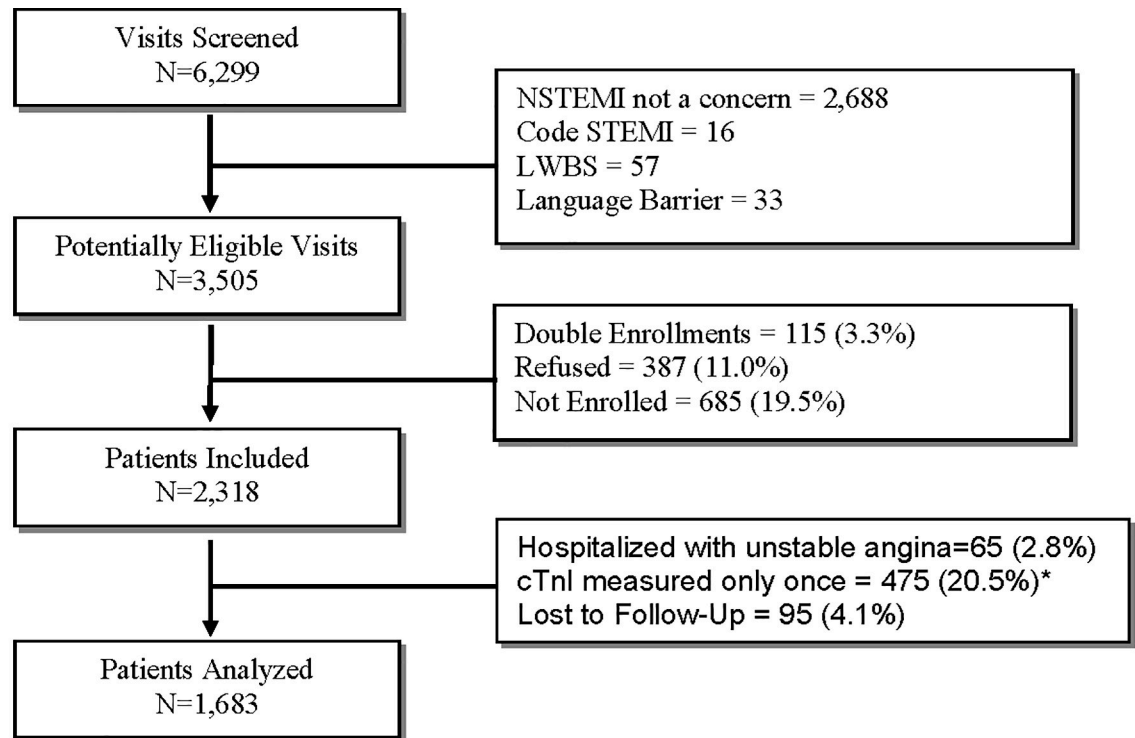 Visits Screened
N=6,299
NSTEMI not a concern = 2,688
Code STEMI = 16
LWBS = 57
Language Barrier = 33
Potentially Eligible Visits
N=3,505
Double Enrollments = 115 (3.3%)
Refused = 387 (11.0%)
Not Enrolled = 685 (19.5%)
Patients Included
N=2,318
Hospitalized with unstable angina=65 (2.8%)
cTnI measured only once = 475 (20.5%)*
Lost to Follow-Up = 95 (4.1%)
Patients Analyzed
N=1,683